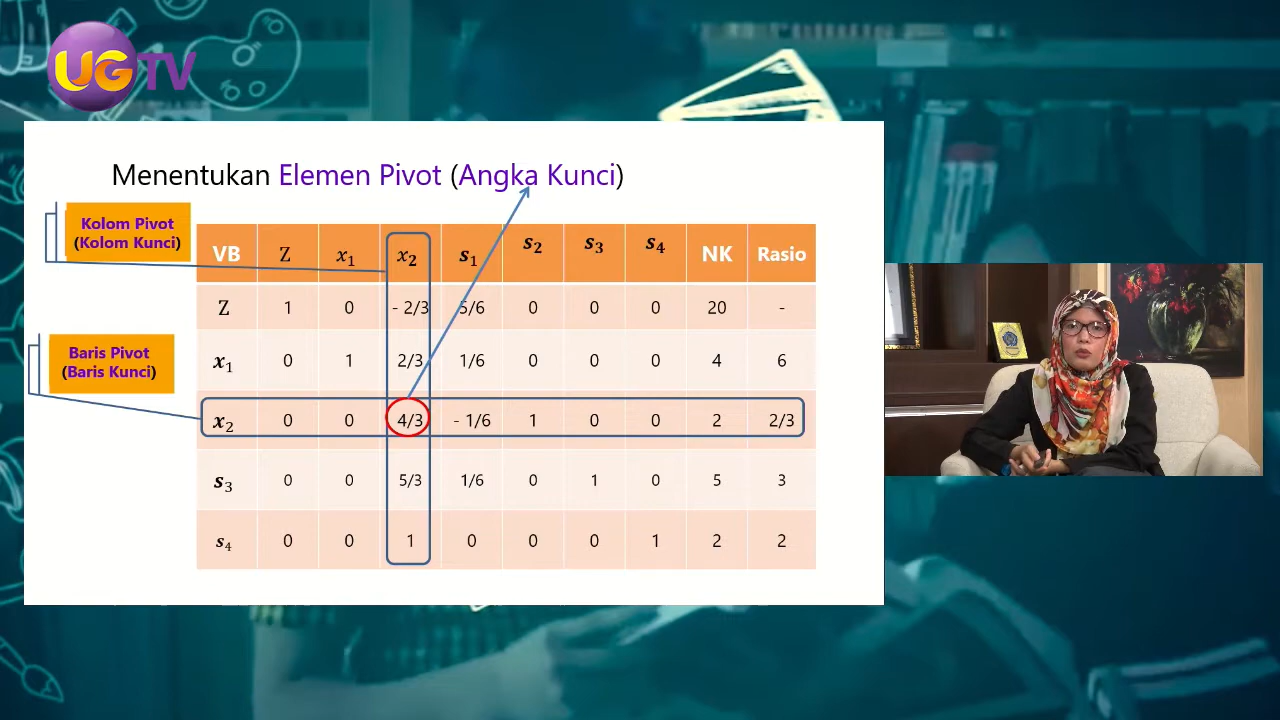 UGTV
Menentukan Elemen Pivot (Angka Kunci)
Kolom Pivot
(Kolom Kunci)
VB Z x₁ x₂ s₁ s₂ s₃ s₄ NK Rasio
Z 1 0 - 2/3 5/6 0 0 0 20 -
x₁ 0 1 2/3 1/6 0 0 0 4 6
Baris Pivot
(Baris Kunci)
x₂ 0 0 4/3 - 1/6 1 0 0 2 2/3
s₃ 0 0 5/3 1/6 0 1 0 5 3
s₄ 0 0 1 0 0 0 1 2 2